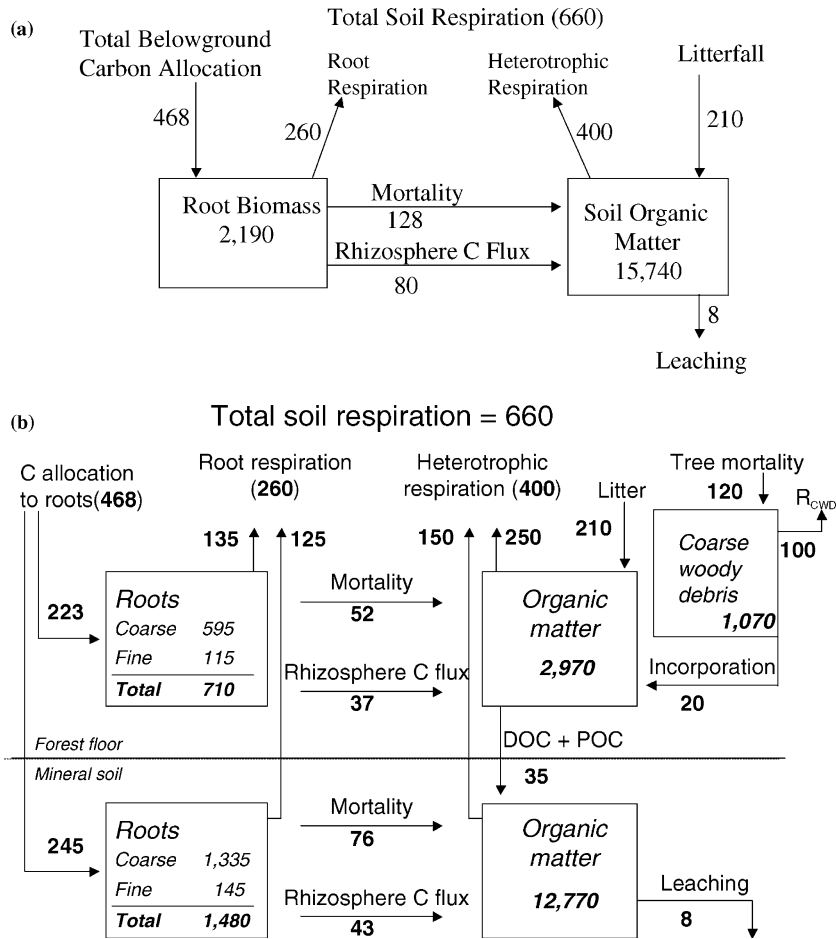 (a)
Total Soil Respiration (660)
Total Belowground
Carbon Allocation
Root
Respiration
Heterotrophic
Respiration
Litterfall
468
260
400
210
Root Biomass
2,190
Mortality
128
Rhizosphere C Flux
80
Soil Organic
Matter
15,740
8
Leaching
(b)
Total soil respiration = 660
C allocation
to roots(468)
Root respiration
(260)
Heterotrophic
respiration (400)
Litter
210
Tree mortality
120
R_CWD
100
135
125
150
250
Coarse
woody
debris
1,070
223
Roots
Coarse 595
Fine 115
Total 710
Mortality
52
Rhizosphere C flux
37
Organic
matter
2,970
Incorporation
20
DOC + POC
35
Forest floor
Mineral soil
245
Roots
Coarse 1,335
Fine 145
Total 1,480
Mortality
76
Rhizosphere C flux
43
Organic
matter
12,770
Leaching
8